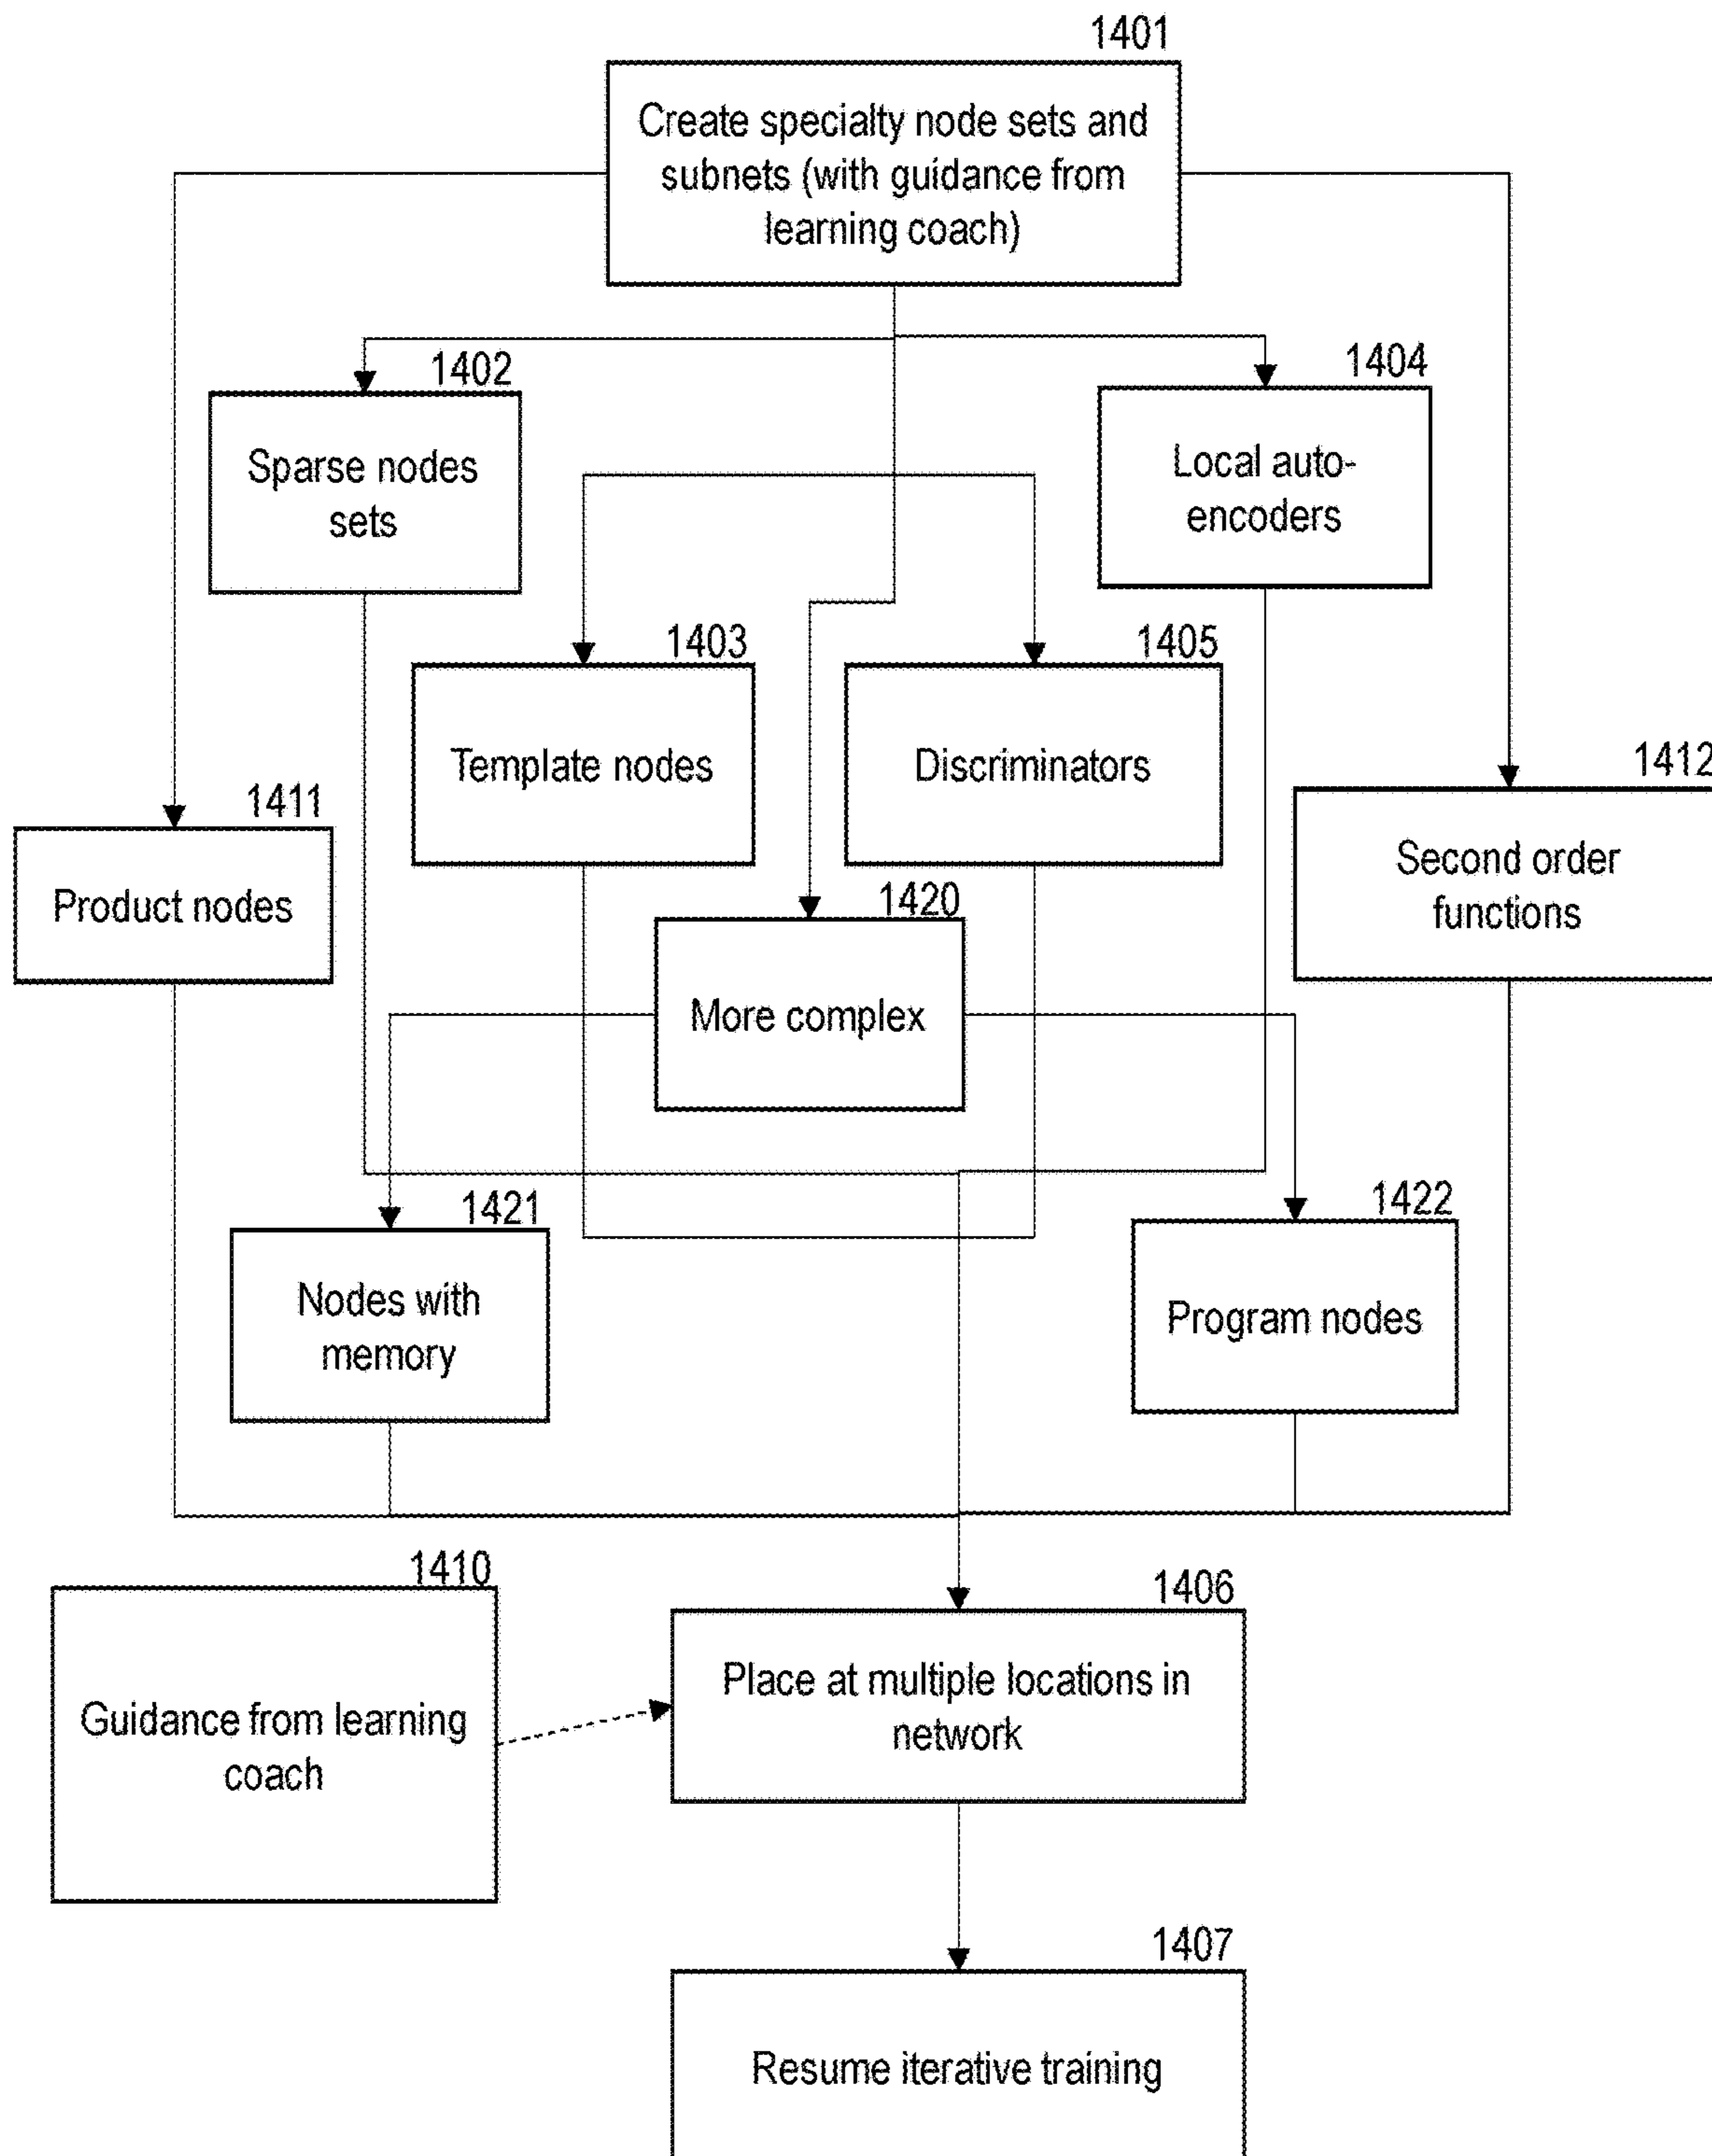 1401
Create specialty node sets and
subnets (with guidance from
learning coach)
1402
Sparse nodes
sets
1404
Local auto-
encoders
1403
Template nodes
1405
Discriminators
1411
Product nodes
1412
Second order
functions
1420
More complex
1421
Nodes with
memory
1422
Program nodes
1410
Guidance from learning
coach
1406
Place at multiple locations in
network
1407
Resume iterative training